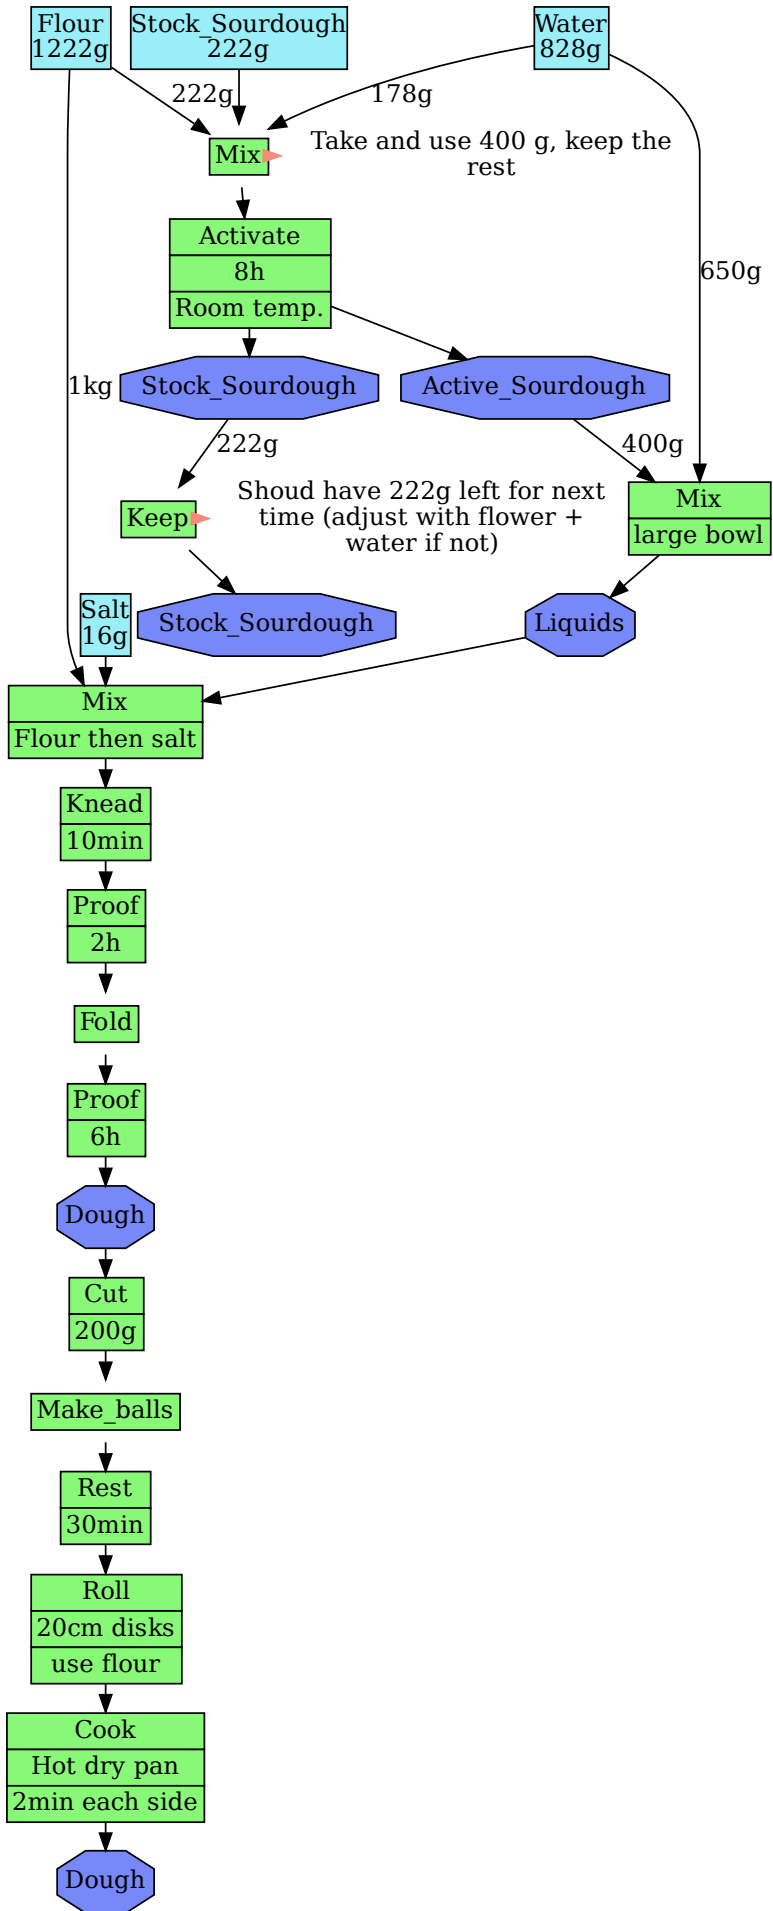 Flour
1222g
Stock_Sourdough
222g
Water
828g
222g
178g
Mix
Take and use 400 g, keep the
rest
Activate
8h
Room temp.
650g
1kg
Stock_Sourdough
Active_Sourdough
222g
400g
Keep
Shoud have 222g left for next
time (adjust with flower +
water if not)
Mix
large bowl
Salt
16g
Stock_Sourdough
Liquids
Mix
Flour then salt
Knead
10min
Proof
2h
Fold
Proof
6h
Dough
Cut
200g
Make_balls
Rest
30min
Roll
20cm disks
use flour
Cook
Hot dry pan
2min each side
Dough